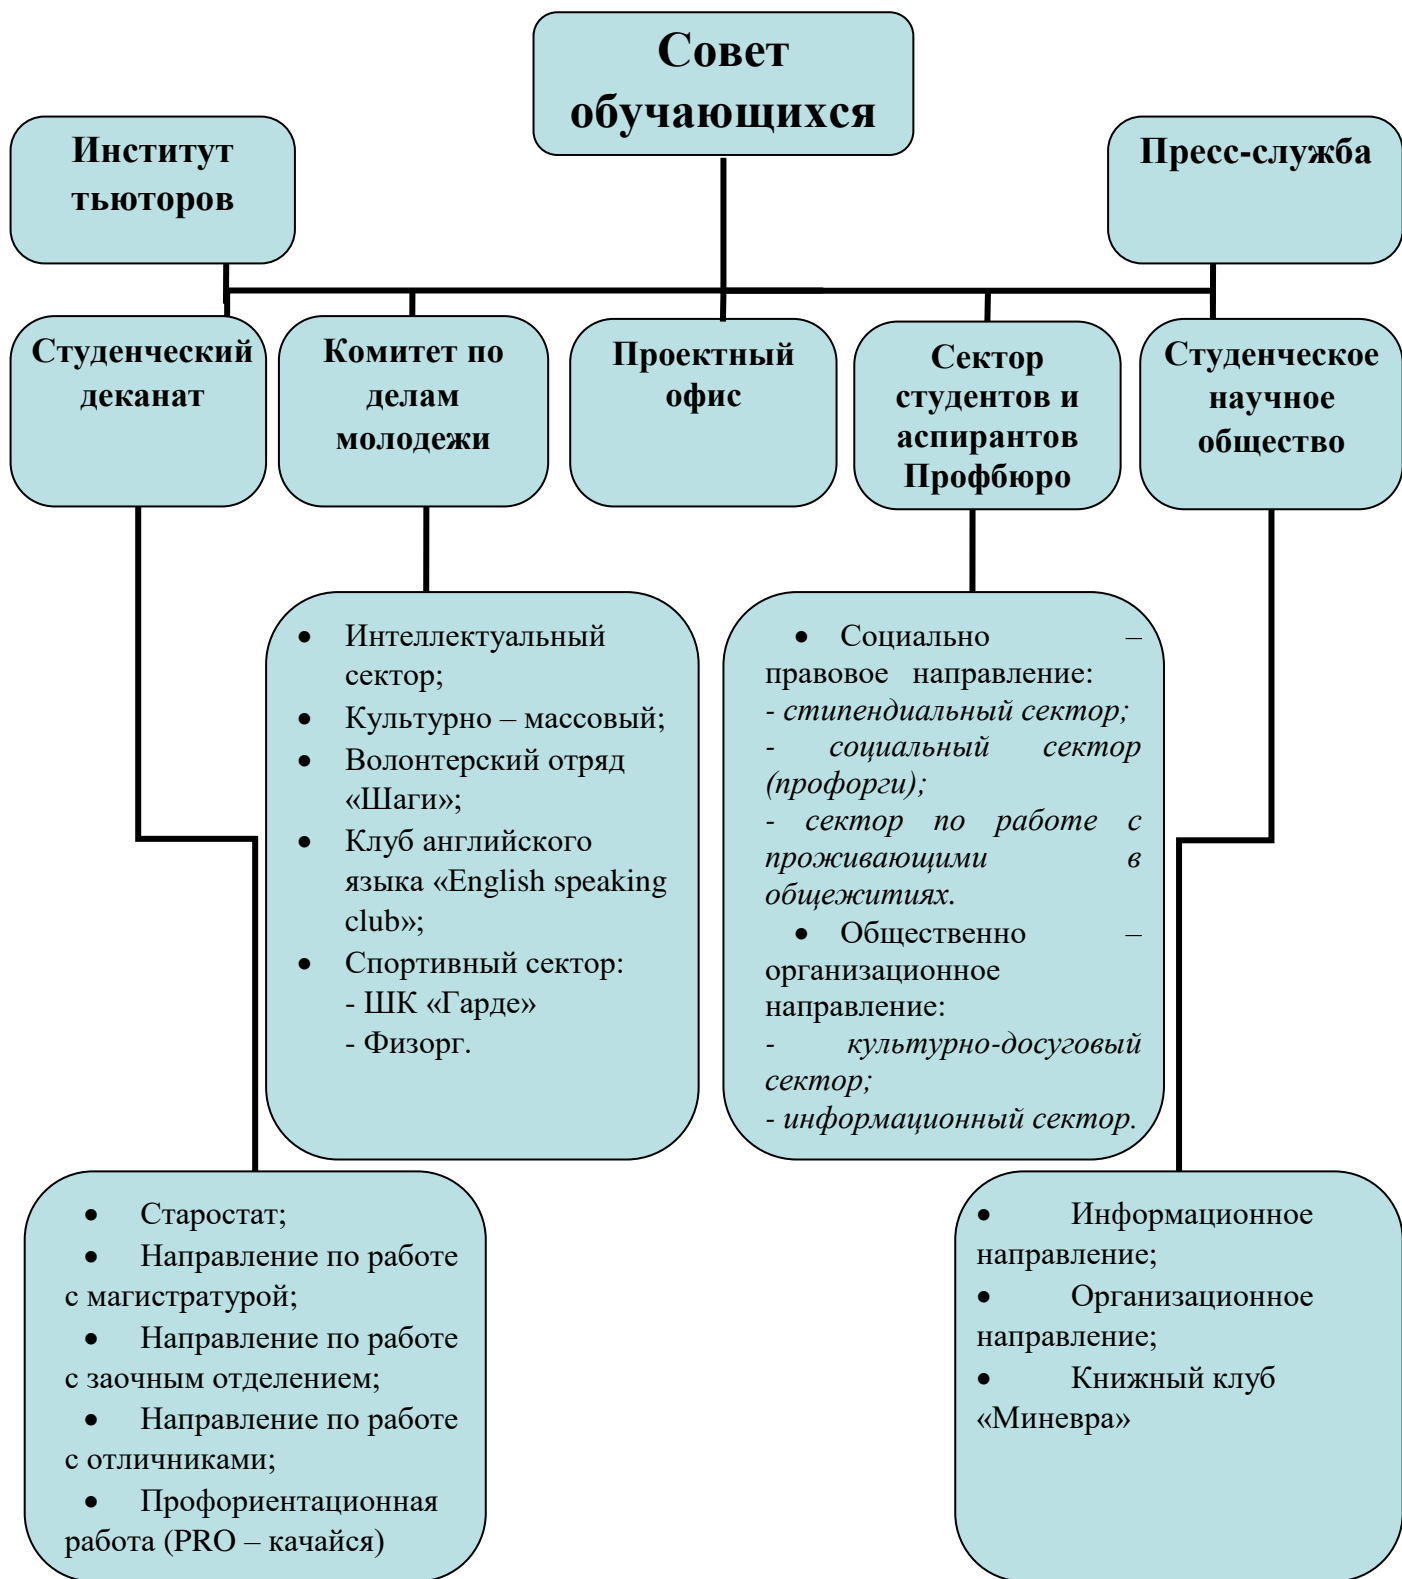 Совет
обучающихся
Институт
тьюторов
Пресс-служба
Студенческий
деканат
Комитет по
делам
молодежи
Проектный
офис
Сектор
студентов и
аспирантов
Профбюро
Студенческое
научное
общество
• Интеллектуальный
сектор;
• Культурно – массовый;
• Волонтерский отряд
«Шаги»;
• Клуб английского
языка «English speaking
club»;
• Спортивный сектор:
- ШК «Гарде»
- Физорг.
• Социально –
правовое направление:
- стипендиальный сектор;
- социальный сектор
(профорги);
- сектор по работе с
проживающими в
общежитиях.
• Общественно –
организационное
направление:
- культурно-досуговый
сектор;
- информационный сектор.
• Старостат;
• Направление по работе
с магистратурой;
• Направление по работе
с заочным отделением;
• Направление по работе
с отличниками;
• Профориентационная
работа (PRO – качайся)
• Информационное
направление;
• Организационное
направление;
• Книжный клуб
«Миневра»